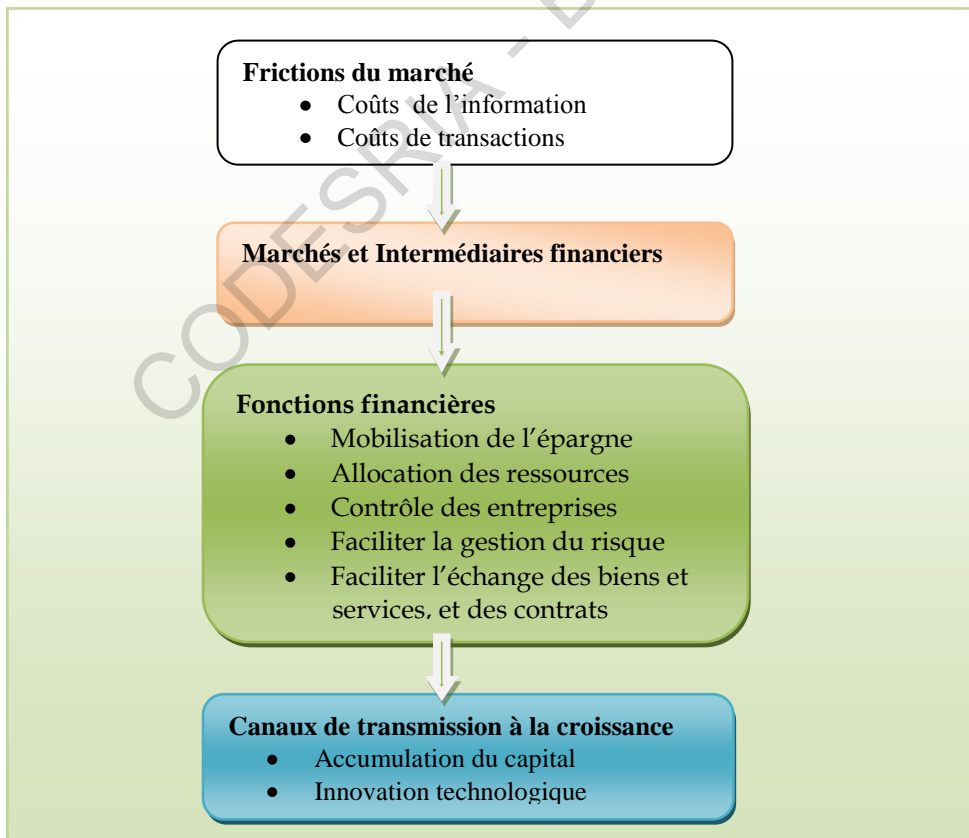 Frictions du marché
• Coûts de l’information
• Coûts de transactions
Marchés et Intermédiaires financiers
Fonctions financières
• Mobilisation de l’épargne
• Allocation des ressources
• Contrôle des entreprises
• Faciliter la gestion du risque
• Faciliter l’échange des biens et
services, et des contrats
Canaux de transmission à la croissance
• Accumulation du capital
• Innovation technologique
CODESRIA -